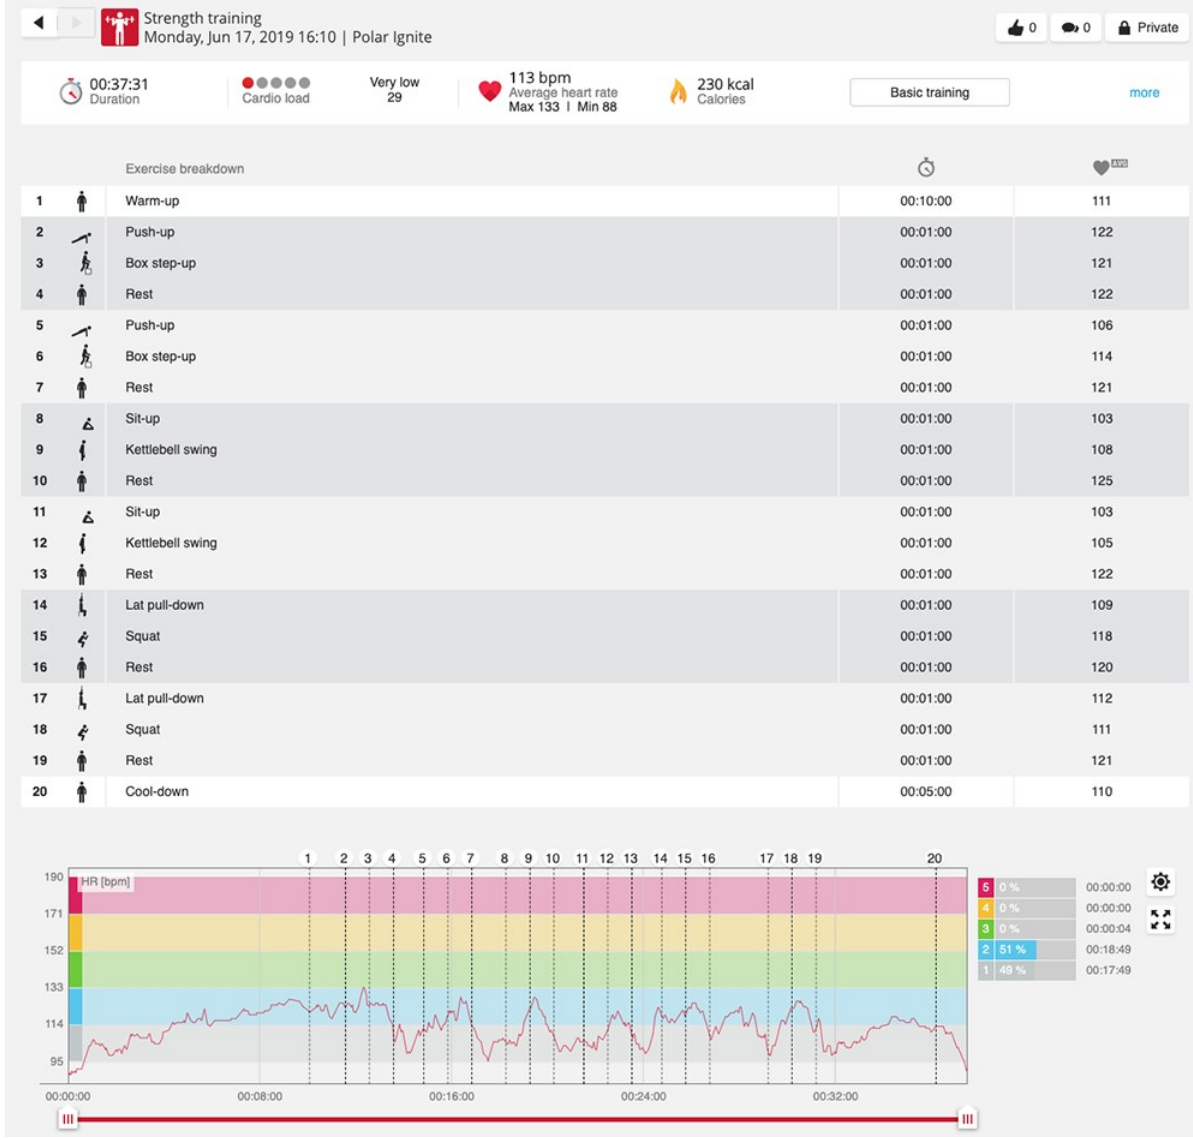 Strength training
Monday, Jun 17, 2019 16:10 | Polar Ignite
0
0
Private
00:37:31
Duration
Cardio load
Very low
29
113 bpm
Average heart rate
Max 133 | Min 88
230 kcal
Calories
Basic training
more
Exercise breakdown
AVG
1 Warm-up 00:10:00 111
2 Push-up 00:01:00 122
3 Box step-up 00:01:00 121
4 Rest 00:01:00 122
5 Push-up 00:01:00 106
6 Box step-up 00:01:00 114
7 Rest 00:01:00 121
8 Sit-up 00:01:00 103
9 Kettlebell swing 00:01:00 108
10 Rest 00:01:00 125
11 Sit-up 00:01:00 103
12 Kettlebell swing 00:01:00 105
13 Rest 00:01:00 122
14 Lat pull-down 00:01:00 109
15 Squat 00:01:00 118
16 Rest 00:01:00 120
17 Lat pull-down 00:01:00 112
18 Squat 00:01:00 111
19 Rest 00:01:00 121
20 Cool-down 00:05:00 110
1 2 3 4 5 6 7 8 9 10 11 12 13 14 15 16 17 18 19 20
HR [bpm]
190
171
152
133
114
95
5 0 % 00:00:00
4 0 % 00:00:00
3 0 % 00:00:04
2 51 % 00:18:49
1 49 % 00:17:49
00:00:00 00:08:00 00:16:00 00:24:00 00:32:00